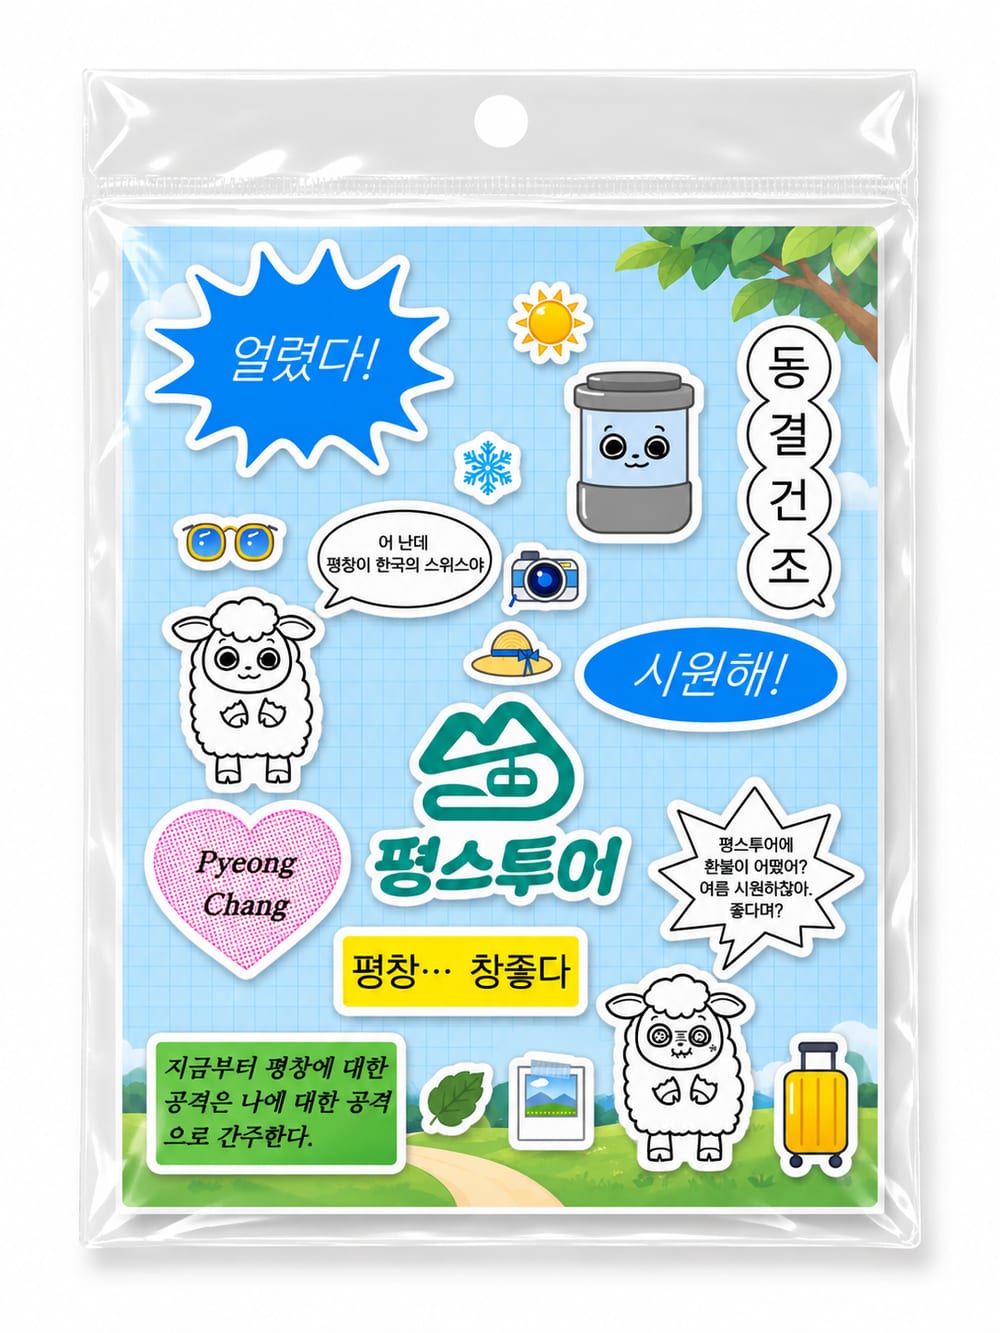 얼렸다!
동
결
건
조
어 난데
평창이 한국의 스위스야
시원해!
평스투어
Pyeong
Chang
평스투어에
환불이 어떴어?
여름 시원하찮아.
좋다며?
평창… 창좋다
지금부터 평창에 대한
공격은 나에 대한 공격
으로 간주한다.